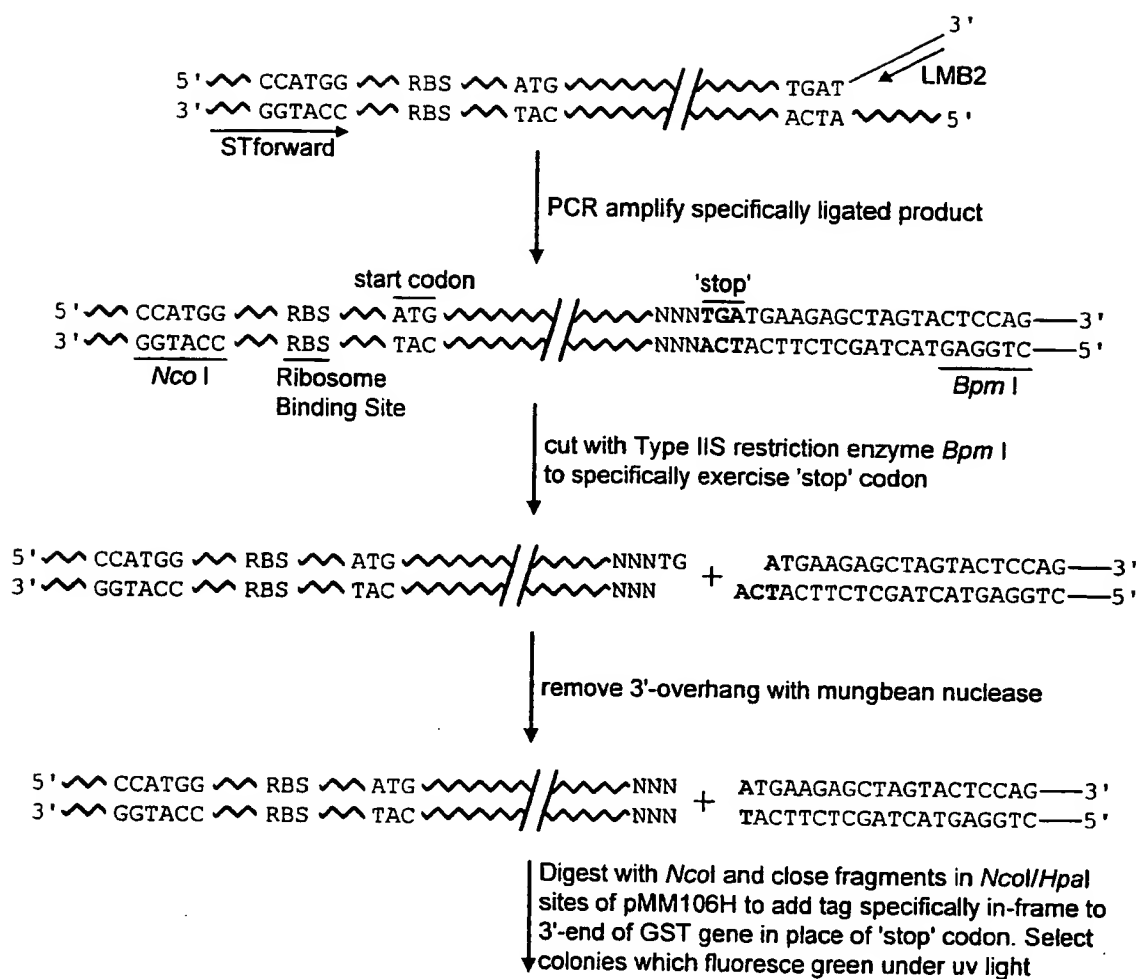 3'
LMB2
5' CCATGG RBS ATG TGAT
3' GGTACC RBS TAC ACTA 5'
STforward
PCR amplify specifically ligated product
start codon 'stop'
5' CCATGG RBS ATG NNNTGATGAAGAGCTAGTACTCCAG 3'
3' GGTACC RBS TAC NNNACTACTTCTCGATCATGAGGTC 5'
Nco I Ribosome Bpm I
Binding Site
cut with Type IIS restriction enzyme Bpm I
to specifically exercise 'stop' codon
5' CCATGG RBS ATG NNNTG + ATGAAGAGCTAGTACTCCAG 3'
3' GGTACC RBS TAC NNN ACTACTTCTCGATCATGAGGTC 5'
remove 3'-overhang with mungbean nuclease
5' CCATGG RBS ATG NNN + ATGAAGAGCTAGTACTCCAG 3'
3' GGTACC RBS TAC NNN TACTTCTCGATCATGAGGTC 5'
Digest with NcoI and close fragments in NcoI/HpaI
sites of pMM106H to add tag specifically in-frame to
3'-end of GST gene in place of 'stop' codon. Select
colonies which fluoresce green under uv light